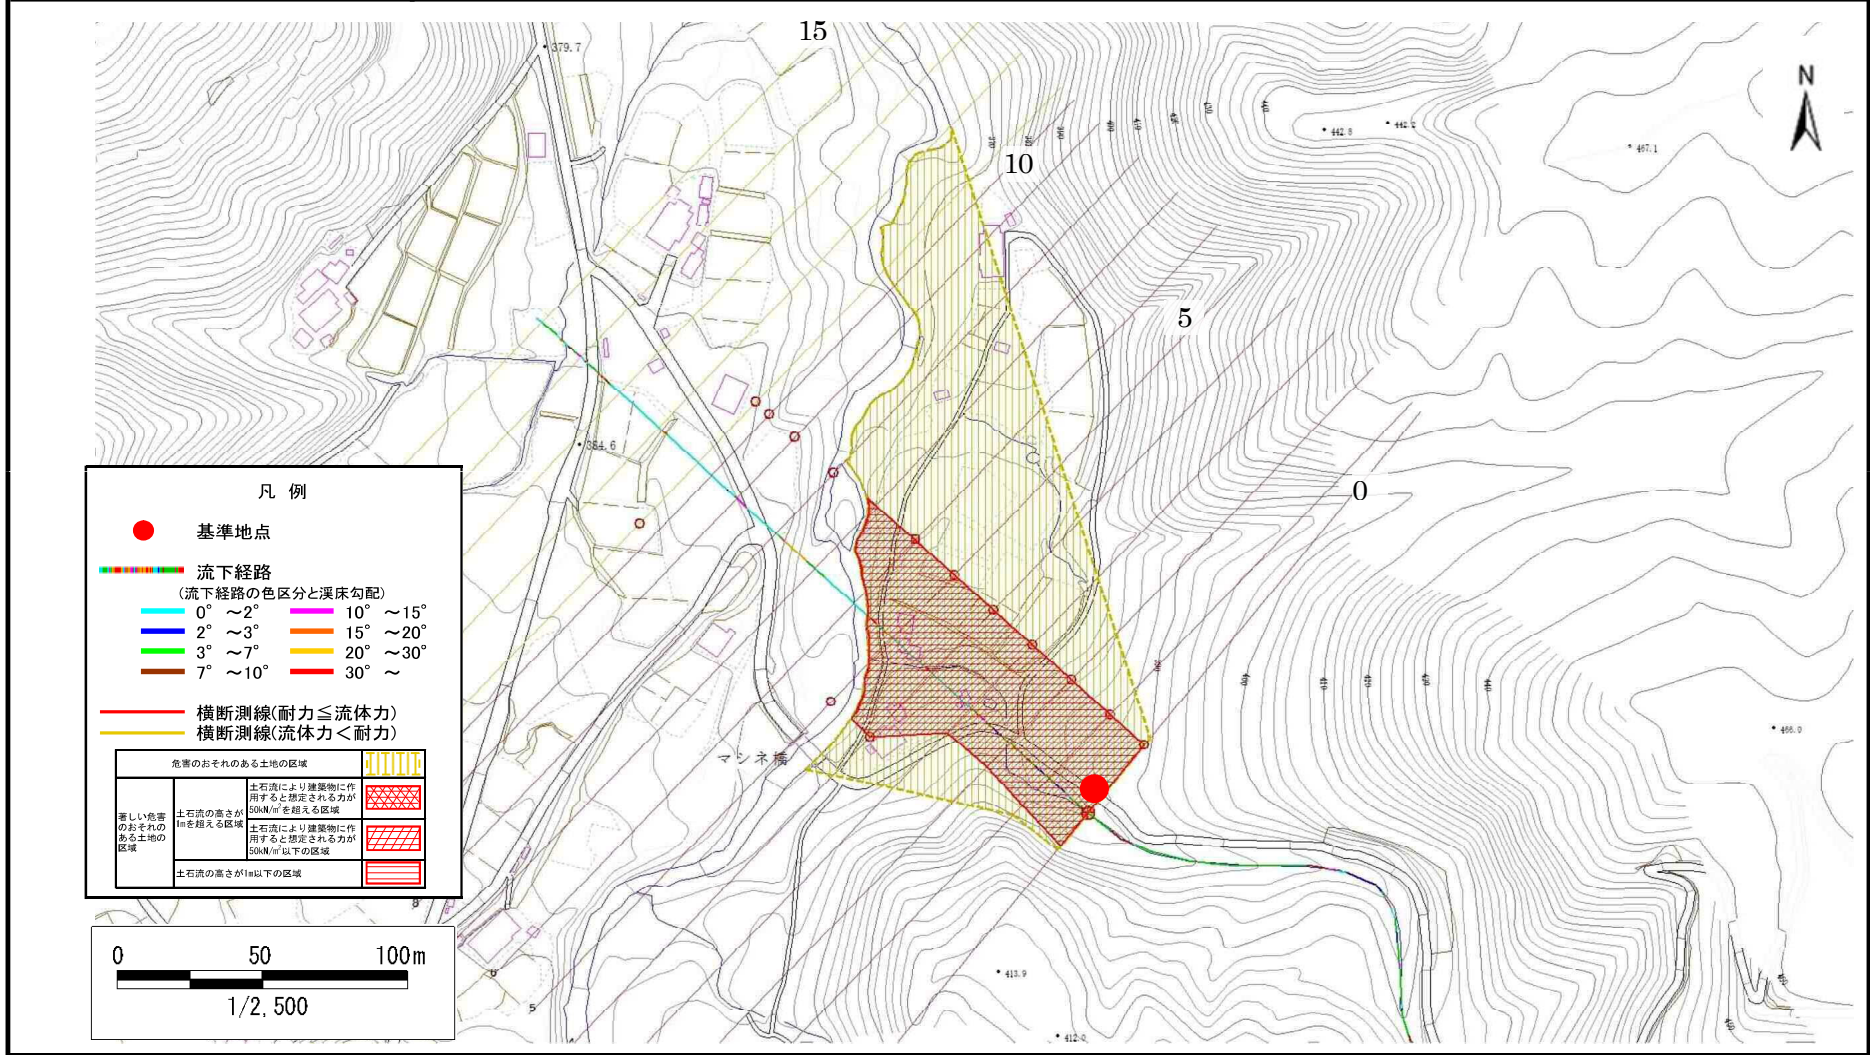 15
379.7
N
442.8
442.2
467.1
10
5
384.6
0
凡 例
基準地点
流下経路
(流下経路の色区分と渓床勾配)
0° ～2° 10° ～15°
2° ～3° 15° ～20°
3° ～7° 20° ～30°
7° ～10° 30° ～
横断測線(耐力≦流体力)
横断測線(流体力＜耐力)
危害のおそれのある土地の区域
著しい危害のおそれのある土地の区域
土石流の高さが1mを超える区域
土石流により建築物に作用すると想定される力が50kN/㎡を超える区域
土石流により建築物に作用すると想定される力が50kN/㎡以下の区域
土石流の高さが1m以下の区域
マシネ橋
466.0
413.9
412.0
8
6
5
0 50 100m
1/2,500